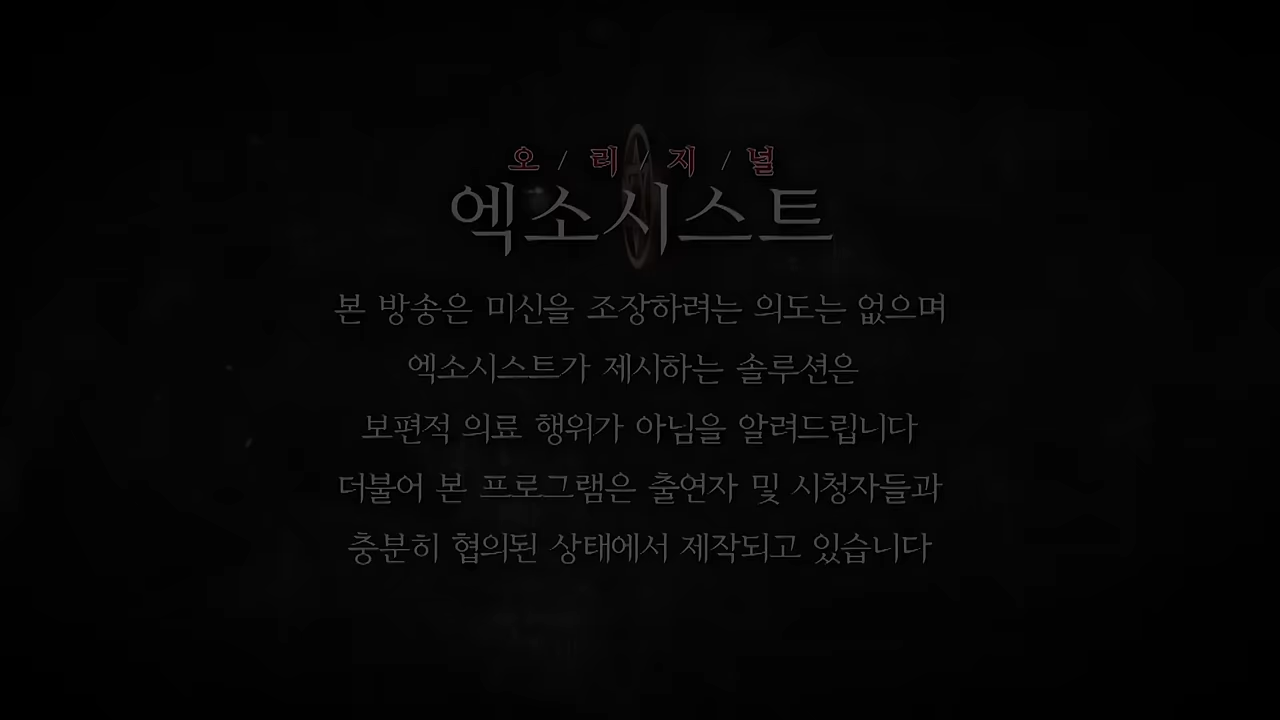 오/리/지/널
엑소시스트
본 방송은 미신을 조장하려는 의도는 없으며
엑소시스트가 제시하는 솔루션은
보편적 의료 행위가 아님을 알려드립니다
더불어 본 프로그램은 출연자 및 시청자들과
충분히 협의된 상태에서 제작되고 있습니다